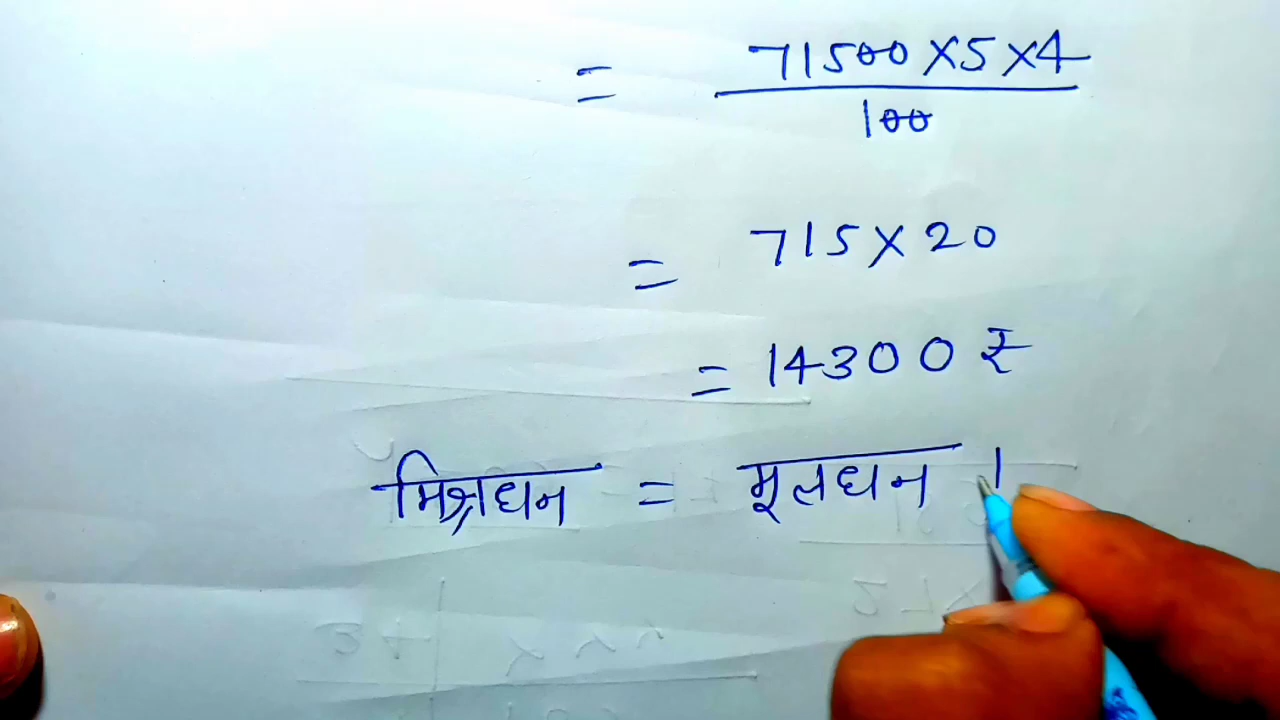 = 71500 X 5 X 4
100
= 715 X 20
= 14300 ₹
मिश्रधन = मूलधन